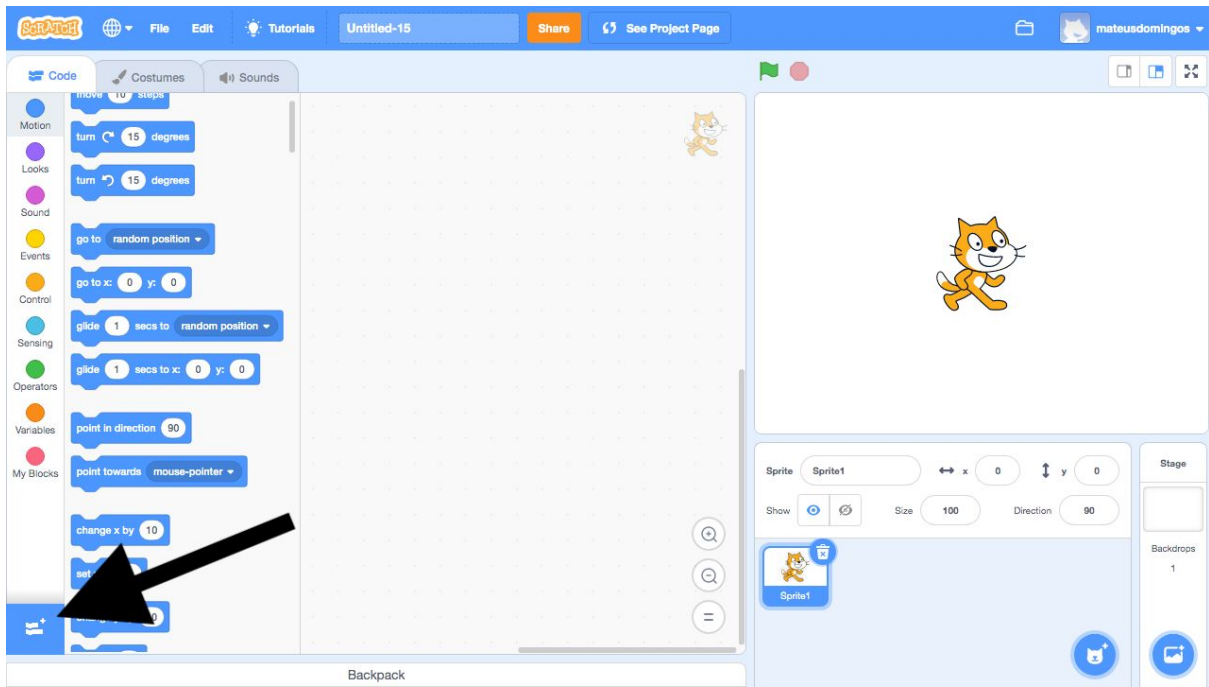 SCRATCH File Edit Tutorials Untitled-15 Share See Project Page mateusdomingos
Code Costumes Sounds
Motion
Looks
Sound
Events
Control
Sensing
Operators
Variables
My Blocks
move 10 steps
turn 15 degrees
turn 15 degrees
go to random position
go to x: 0 y: 0
glide 1 secs to random position
glide 1 secs to x: 0 y: 0
point in direction 90
point towards mouse-pointer
change x by 10
set
Backpack
Sprite Sprite1 x 0 y 0
Show Size 100 Direction 90
Sprite1
Stage
Backdrops
1